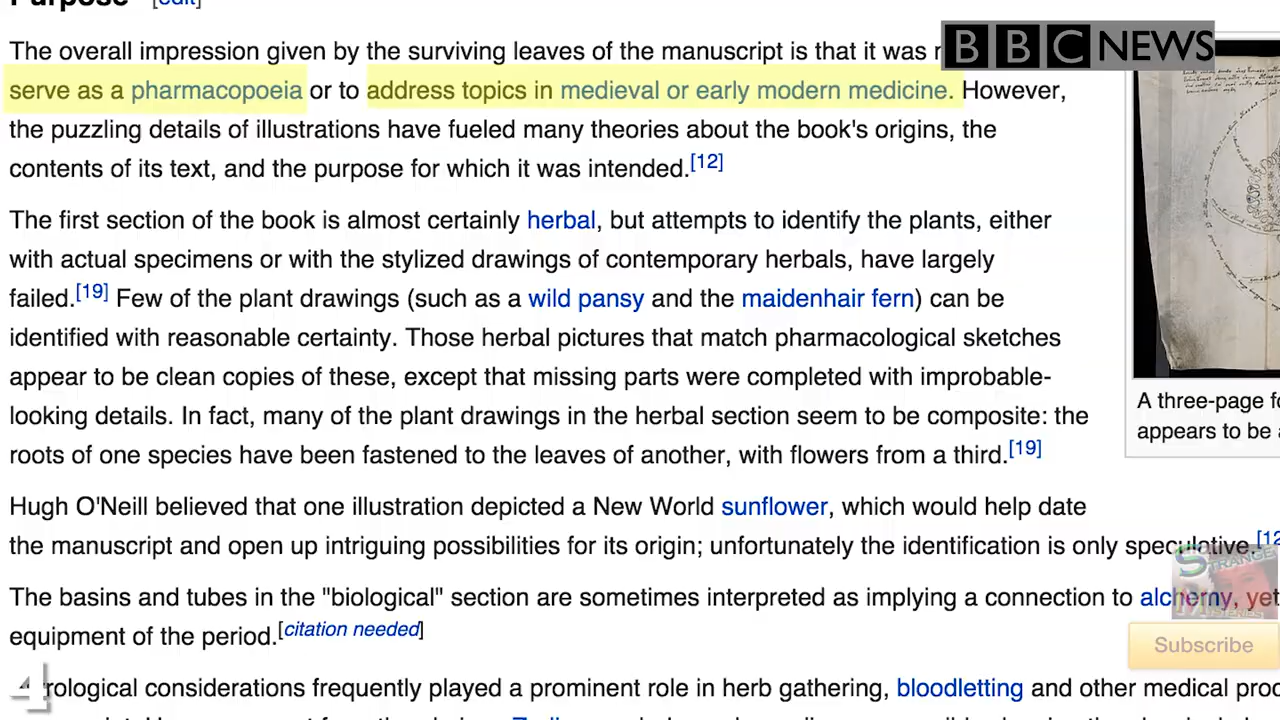 Purpose [edit]
The overall impression given by the surviving leaves of the manuscript is that it was
BBC NEWS
serve as a pharmacopoeia or to address topics in medieval or early modern medicine. However,
the puzzling details of illustrations have fueled many theories about the book's origins, the
contents of its text, and the purpose for which it was intended.[12]
The first section of the book is almost certainly herbal, but attempts to identify the plants, either
with actual specimens or with the stylized drawings of contemporary herbals, have largely
failed.[19] Few of the plant drawings (such as a wild pansy and the maidenhair fern) can be
identified with reasonable certainty. Those herbal pictures that match pharmacological sketches
appear to be clean copies of these, except that missing parts were completed with improbable-
looking details. In fact, many of the plant drawings in the herbal section seem to be composite: the
roots of one species have been fastened to the leaves of another, with flowers from a third.[19]
A three-page
appears to be
Hugh O'Neill believed that one illustration depicted a New World sunflower, which would help date
the manuscript and open up intriguing possibilities for its origin; unfortunately the identification is only speculative.[12
The basins and tubes in the "biological" section are sometimes interpreted as implying a connection to alchemy, yet
equipment of the period.[citation needed]
STRANGE
MYSTERIES
Subscribe
4
rological considerations frequently played a prominent role in herb gathering, bloodletting and other medical